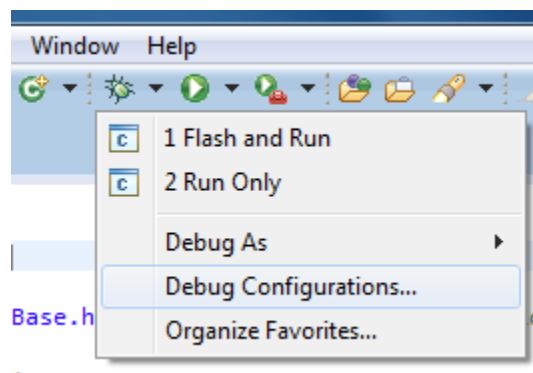 Window Help
1 Flash and Run
2 Run Only
Debug As
Debug Configurations...
Base.h
Organize Favorites...